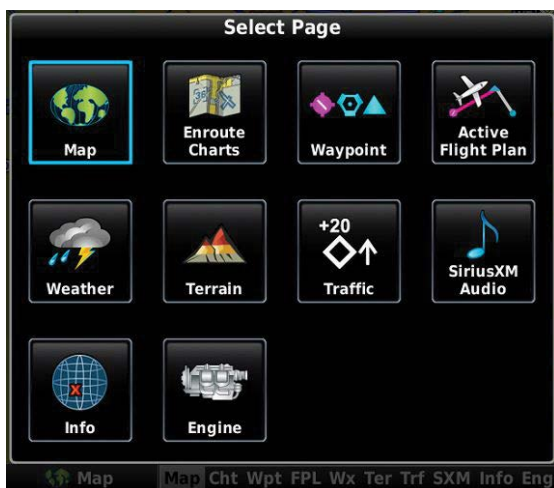 Select Page
Map
Enroute
Charts
Waypoint
Active
Flight Plan
Weather
Terrain
+20
Traffic
SiriusXM
Audio
X
Info
Engine
Map
Map Cht Wpt FPL Wx Ter Trf SXM Info Eng